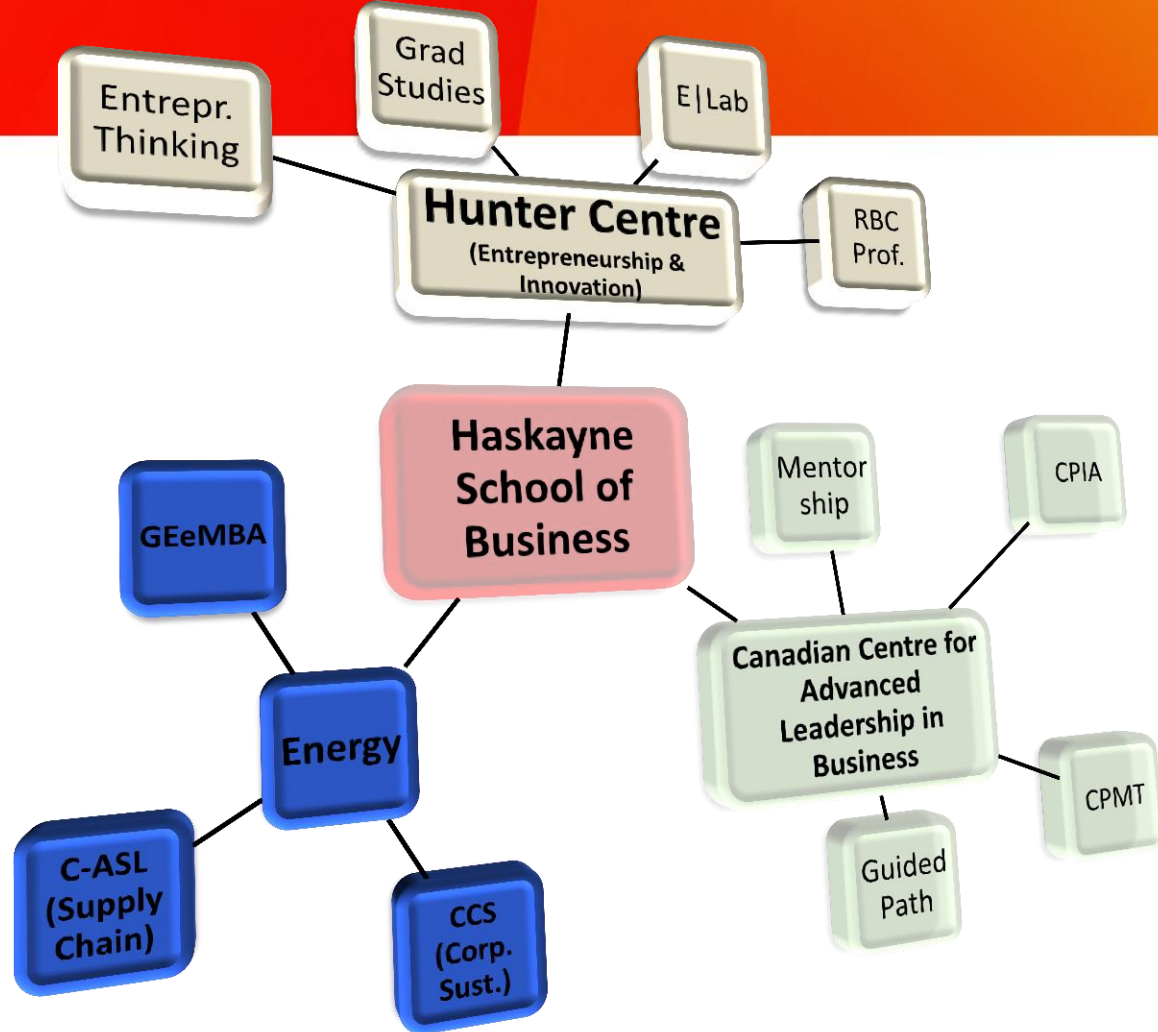 Grad
Studies
Entrepr.
Thinking
E|Lab
Hunter Centre
(Entrepreneurship &
Innovation)
RBC
Prof.
Haskayne
School of
Business
Mentor
ship
CPIA
GEeMBA
Canadian Centre for
Advanced
Leadership in
Business
Energy
CPMT
C-ASL
(Supply
Chain)
Guided
Path
CCS
(Corp.
Sust.)